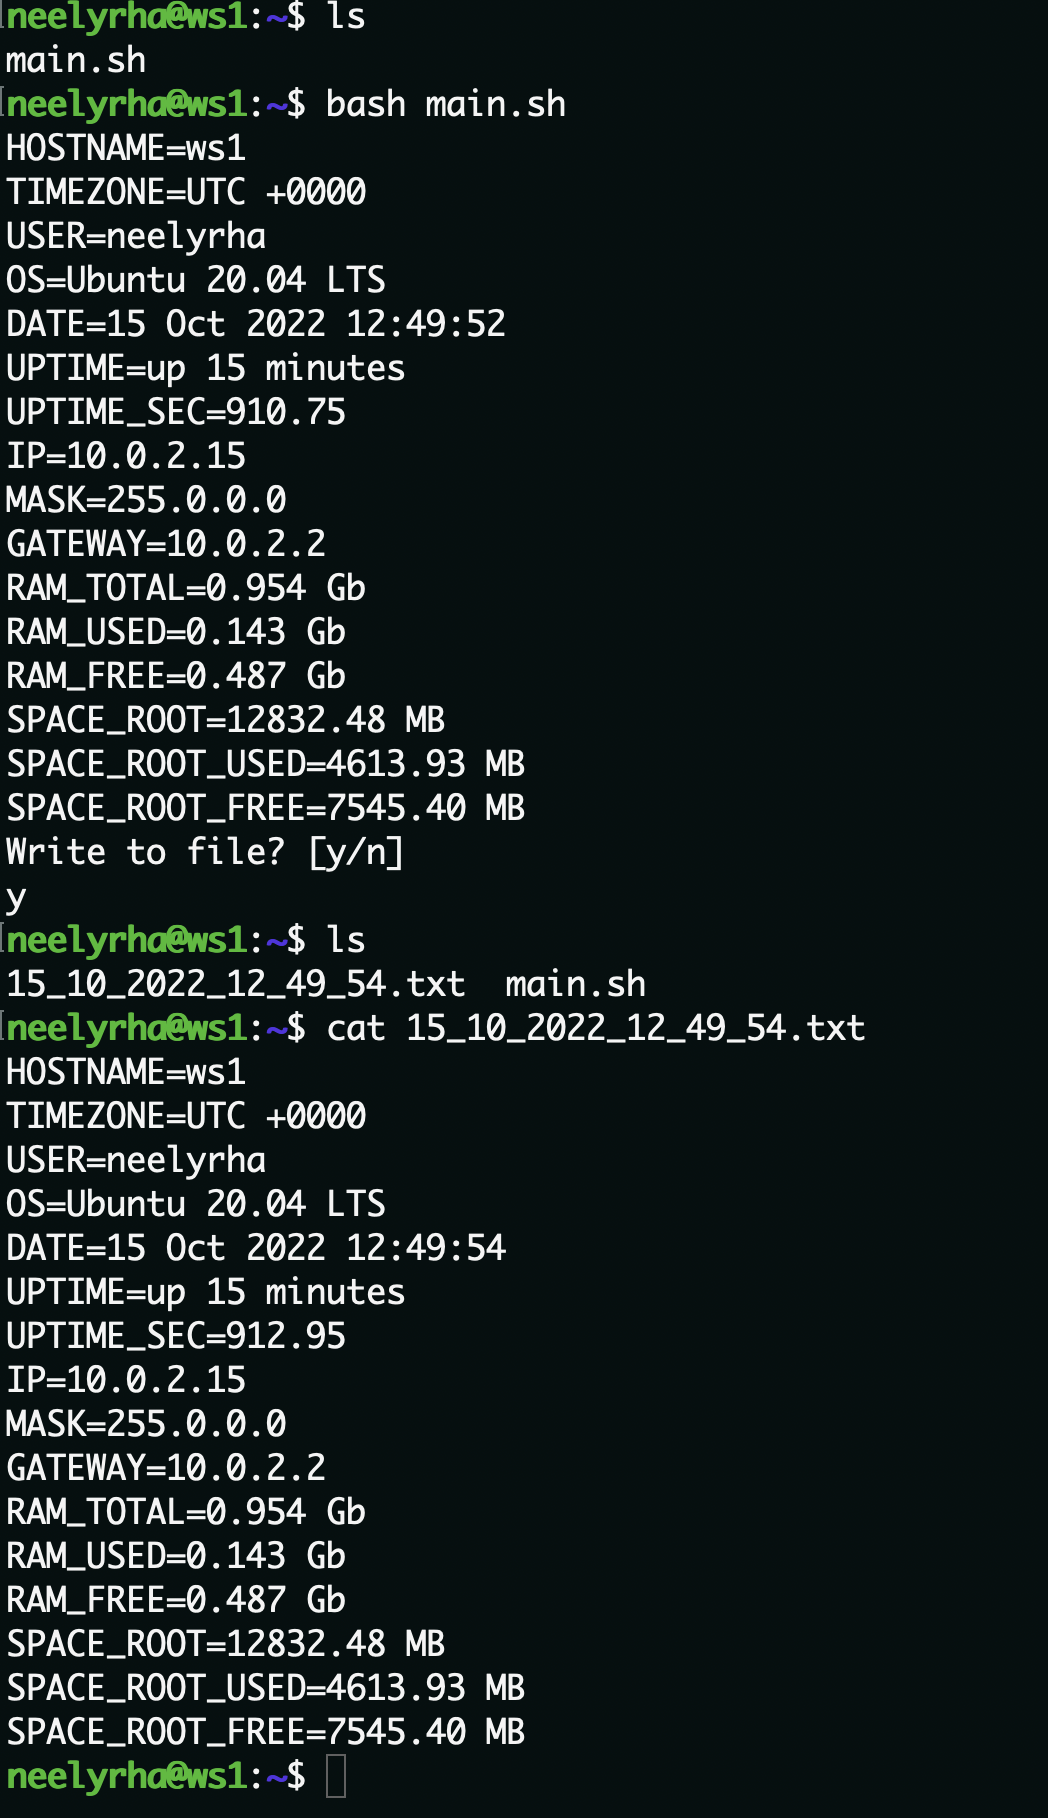 neelyrha@ws1:~$ ls
main.sh
neelyrha@ws1:~$ bash main.sh
HOSTNAME=ws1
TIMEZONE=UTC +0000
USER=neelyrha
OS=Ubuntu 20.04 LTS
DATE=15 Oct 2022 12:49:52
UPTIME=up 15 minutes
UPTIME_SEC=910.75
IP=10.0.2.15
MASK=255.0.0.0
GATEWAY=10.0.2.2
RAM_TOTAL=0.954 Gb
RAM_USED=0.143 Gb
RAM_FREE=0.487 Gb
SPACE_ROOT=12832.48 MB
SPACE_ROOT_USED=4613.93 MB
SPACE_ROOT_FREE=7545.40 MB
Write to file? [y/n]
y
neelyrha@ws1:~$ ls
15_10_2022_12_49_54.txt  main.sh
neelyrha@ws1:~$ cat 15_10_2022_12_49_54.txt
HOSTNAME=ws1
TIMEZONE=UTC +0000
USER=neelyrha
OS=Ubuntu 20.04 LTS
DATE=15 Oct 2022 12:49:54
UPTIME=up 15 minutes
UPTIME_SEC=912.95
IP=10.0.2.15
MASK=255.0.0.0
GATEWAY=10.0.2.2
RAM_TOTAL=0.954 Gb
RAM_USED=0.143 Gb
RAM_FREE=0.487 Gb
SPACE_ROOT=12832.48 MB
SPACE_ROOT_USED=4613.93 MB
SPACE_ROOT_FREE=7545.40 MB
neelyrha@ws1:~$